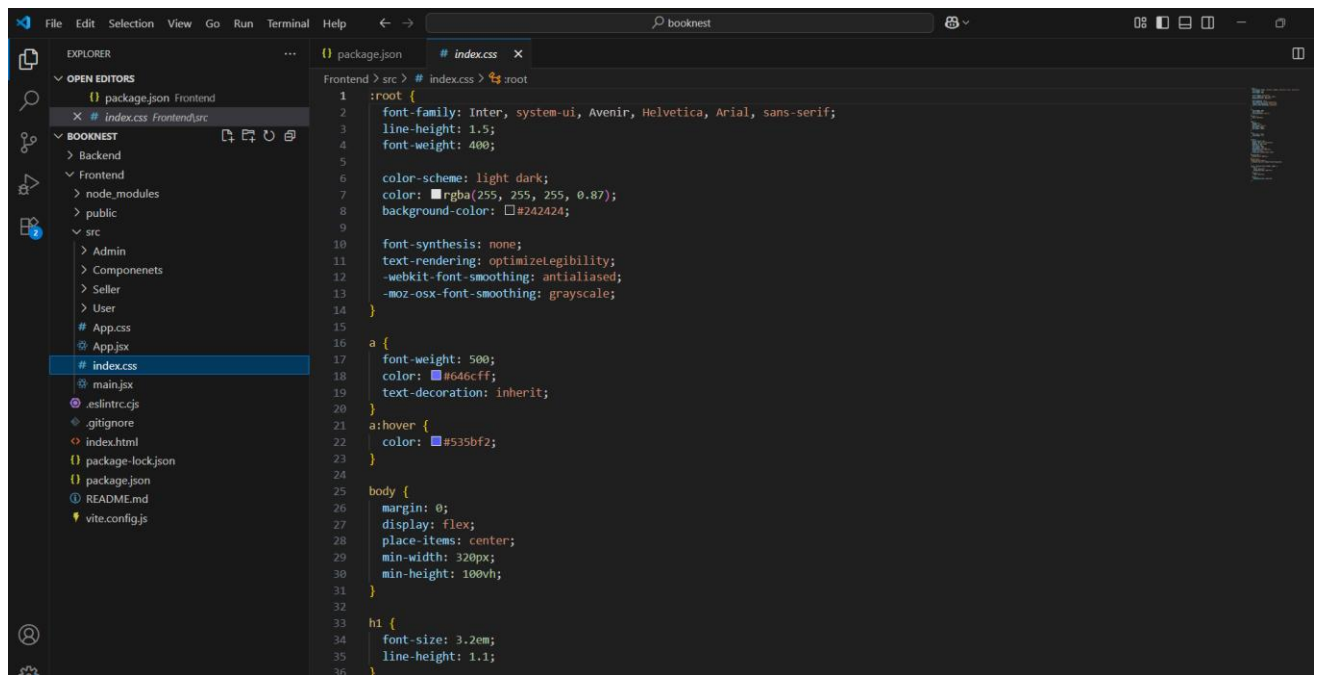 File Edit Selection View Go Run Terminal Help
booknest
EXPLORER
OPEN EDITORS
{} package.json Frontend
# index.css Frontend\src
BOOKNEST
Backend
Frontend
node_modules
public
src
Admin
Componenets
Seller
User
# App.css
App.jsx
# index.css
main.jsx
.eslintrc.cjs
.gitignore
<> index.html
{} package-lock.json
{} package.json
README.md
vite.config.js
2
{} package.json # index.css
Frontend > src > # index.css > :root
1 :root {
2 font-family: Inter, system-ui, Avenir, Helvetica, Arial, sans-serif;
3 line-height: 1.5;
4 font-weight: 400;
5
6 color-scheme: light dark;
7 color: rgba(255, 255, 255, 0.87);
8 background-color: #242424;
9
10 font-synthesis: none;
11 text-rendering: optimizeLegibility;
12 -webkit-font-smoothing: antialiased;
13 -moz-osx-font-smoothing: grayscale;
14 }
15
16 a {
17 font-weight: 500;
18 color: #646cff;
19 text-decoration: inherit;
20 }
21 a:hover {
22 color: #535bf2;
23 }
24
25 body {
26 margin: 0;
27 display: flex;
28 place-items: center;
29 min-width: 320px;
30 min-height: 100vh;
31 }
32
33 h1 {
34 font-size: 3.2em;
35 line-height: 1.1;
36 }